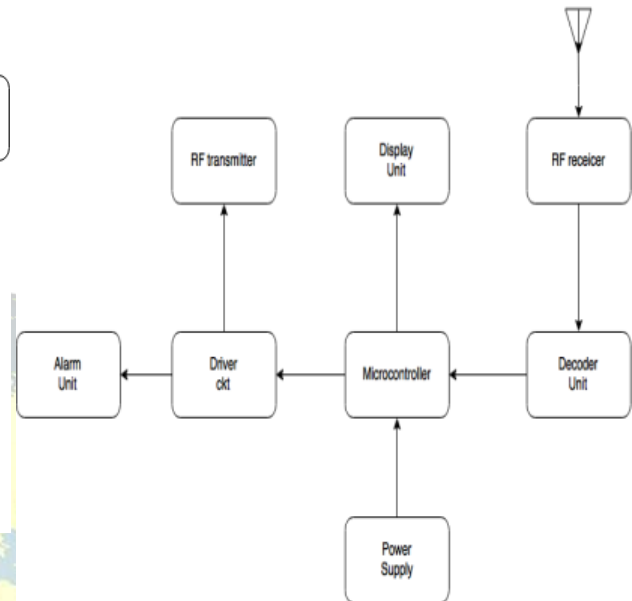 RF transmitter
Display
Unit
RF receicer
Alarm
Unit
Driver
ckt
Microcontroller
Decoder
Unit
Power
Supply